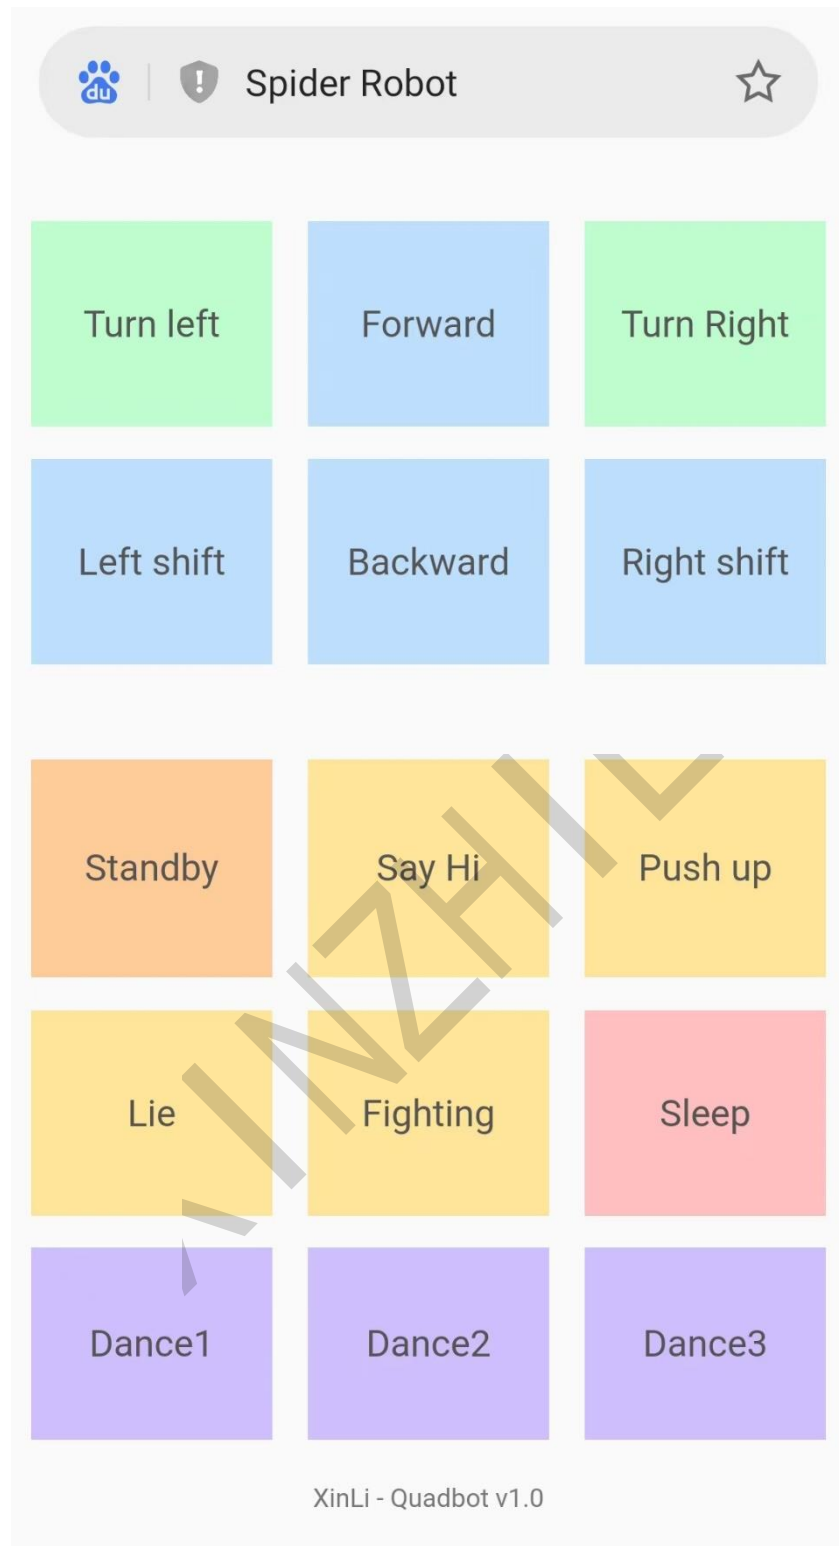 du
Spider Robot
Turn left Forward Turn Right
Left shift Backward Right shift
Standby Say Hi Push up
Lie Fighting Sleep
Dance1 Dance2 Dance3
XinLi - Quadbot v1.0